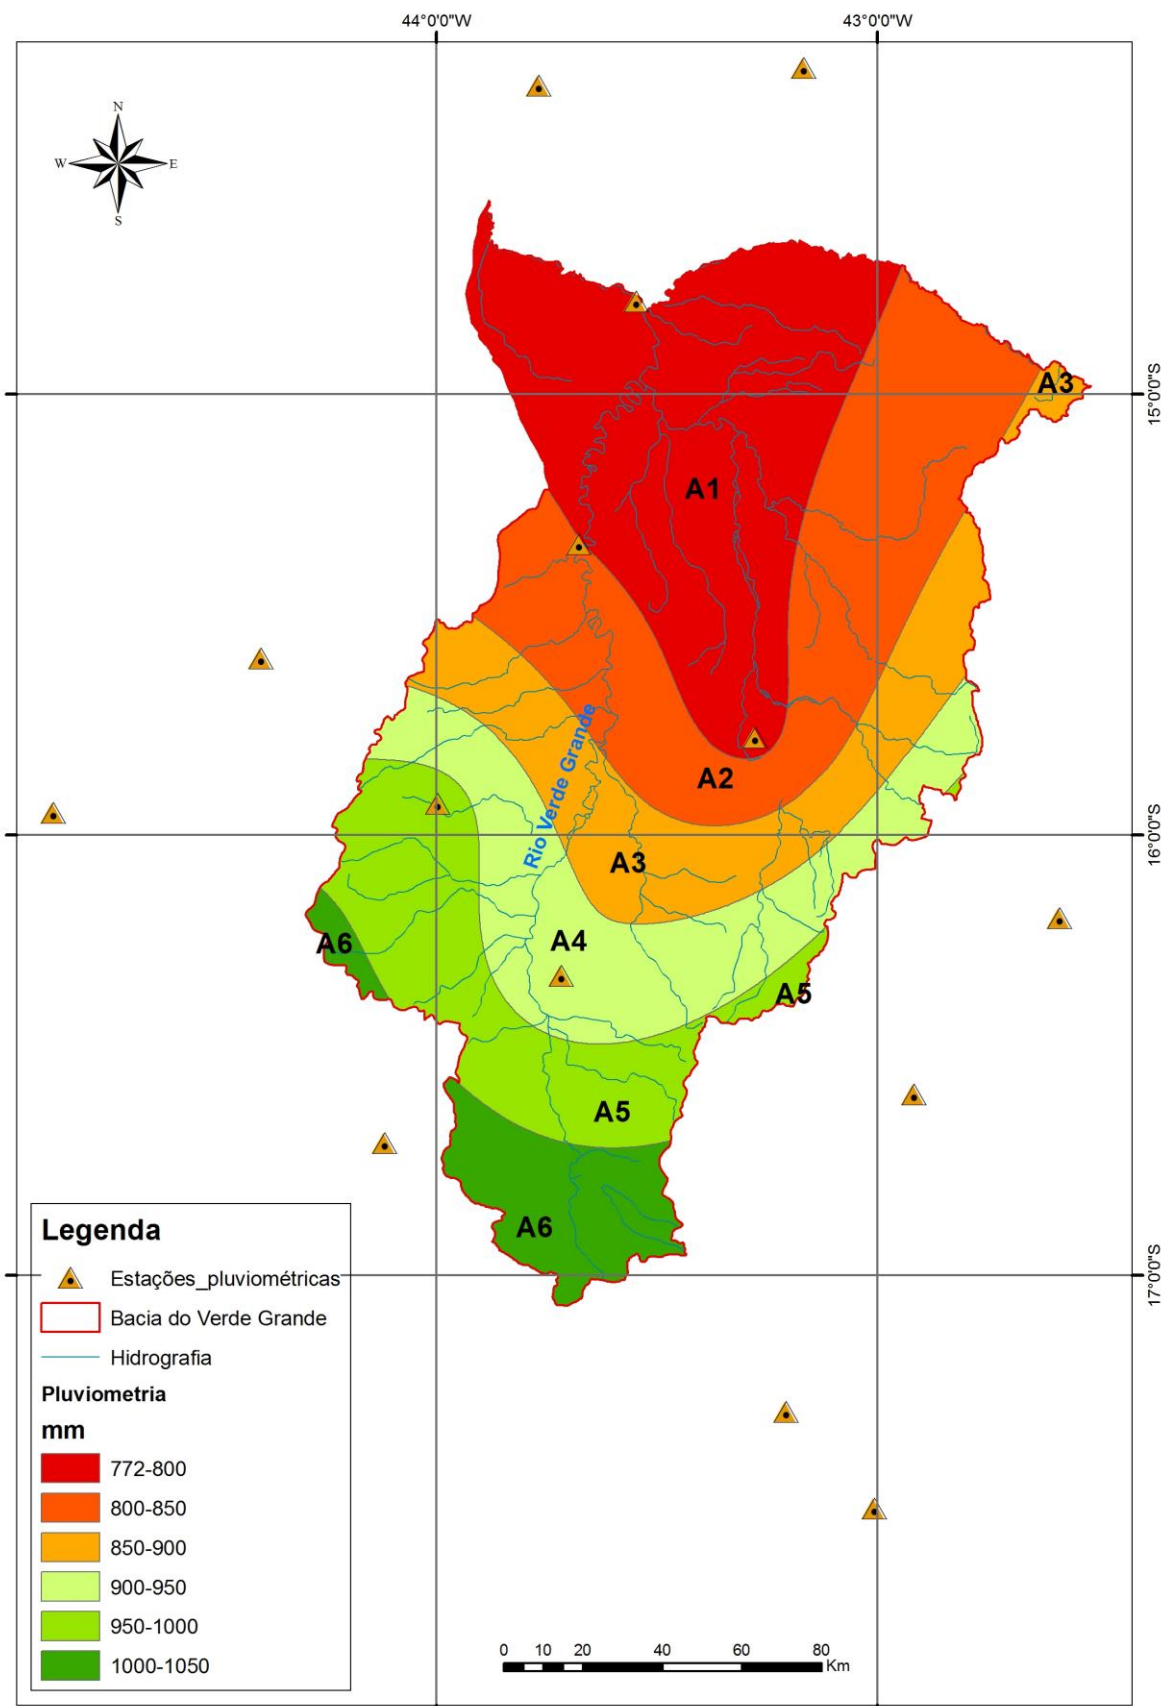 44°0'0"W
43°0'0"W
N
W
E
S
A3
15°0'0"S
A1
Rio Verde Grande
A2
16°0'0"S
A3
A4
A6
A5
A5
A6
17°0'0"S
Legenda
Estações_pluviométricas
Bacia do Verde Grande
Hidrografia
Pluviometria
mm
772-800
800-850
850-900
900-950
950-1000
1000-1050
0 10 20 40 60 80
Km